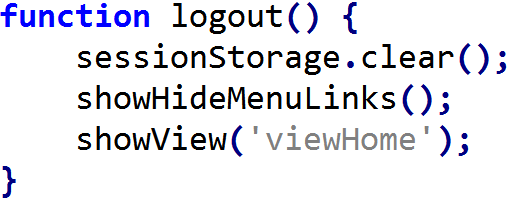 function logout() {
    sessionStorage.clear();
    showHideMenuLinks();
    showView('viewHome');
}